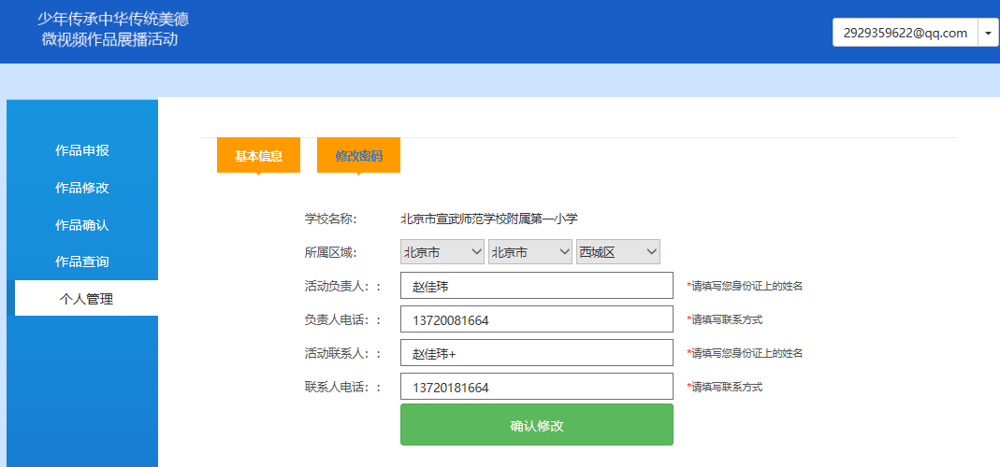 少年传承中华传统美德
微视频作品展播活动
2929359622@qq.com
作品申报
作品修改
作品确认
作品查询
个人管理
基本信息 修改密码
学校名称: 北京市宣武师范学校附属第一小学
所属区域: 北京市 北京市 西城区
活动负责人:: 赵佳玮 *请填写您身份证上的姓名
负责人电话:: 13720081664 *请填写联系方式
活动联系人:: 赵佳玮+ *请填写您身份证上的姓名
联系人电话:: 13720181664 *请填写联系方式
确认修改